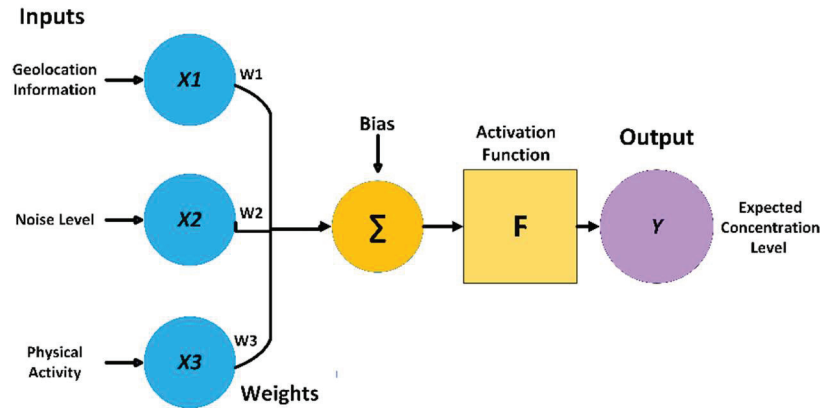 Inputs
Geolocation
Information
X1
W1
Noise Level
X2
W2
Physical
Activity
X3
W3
Weights
Bias
Σ
Activation
Function
F
Output
Y
Expected
Concentration
Level